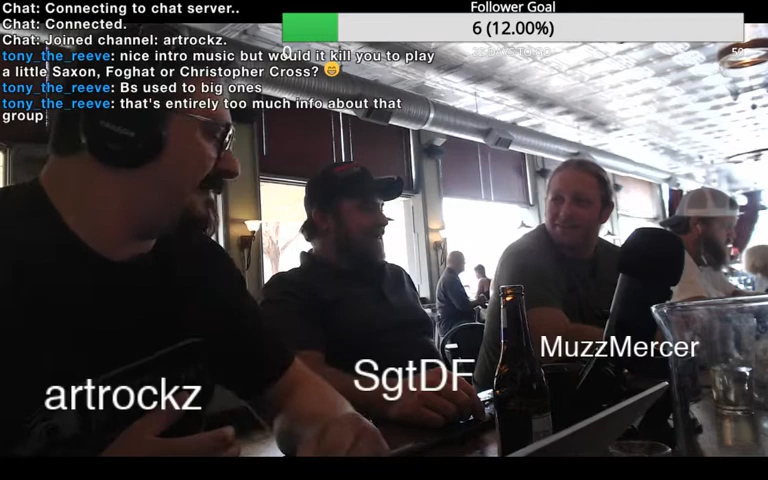 Chat: Connecting to chat server..
Follower Goal
Chat: Connected.
6 (12.00%)
Chat: Joined channel: artrockz.
0
tony_the_reeve: nice intro music but would it kill you to play
a little Saxon, Foghat or Christopher Cross? 😁
tony_the_reeve: Bs used to big ones
tony_the_reeve: that's entirely too much info about that
group
MuzzMercer
SgtDF
artrockz